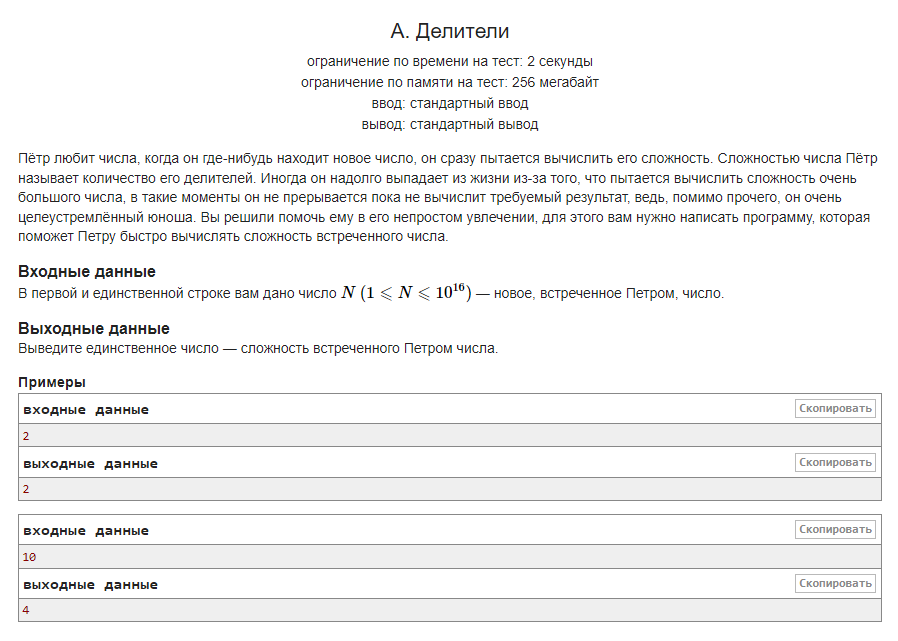 А. Делители
ограничение по времени на тест: 2 секунды
ограничение по памяти на тест: 256 мегабайт
ввод: стандартный ввод
вывод: стандартный вывод
Пётр любит числа, когда он где-нибудь находит новое число, он сразу пытается вычислить его сложность. Сложностью числа Пётр
называет количество его делителей. Иногда он надолго выпадает из жизни из-за того, что пытается вычислить сложность очень
большого числа, в такие моменты он не прерывается пока не вычислит требуемый результат, ведь, помимо прочего, он очень
целеустремлённый юноша. Вы решили помочь ему в его непростом увлечении, для этого вам нужно написать программу, которая
поможет Петру быстро вычислять сложность встреченного числа.
Входные данные
В первой и единственной строке вам дано число N (1 ⩽ N ⩽ 10^16) — новое, встреченное Петром, число.
Выходные данные
Выведите единственное число — сложность встреченного Петром числа.
Примеры
входные данные Скопировать
2
выходные данные Скопировать
2
входные данные Скопировать
10
выходные данные Скопировать
4